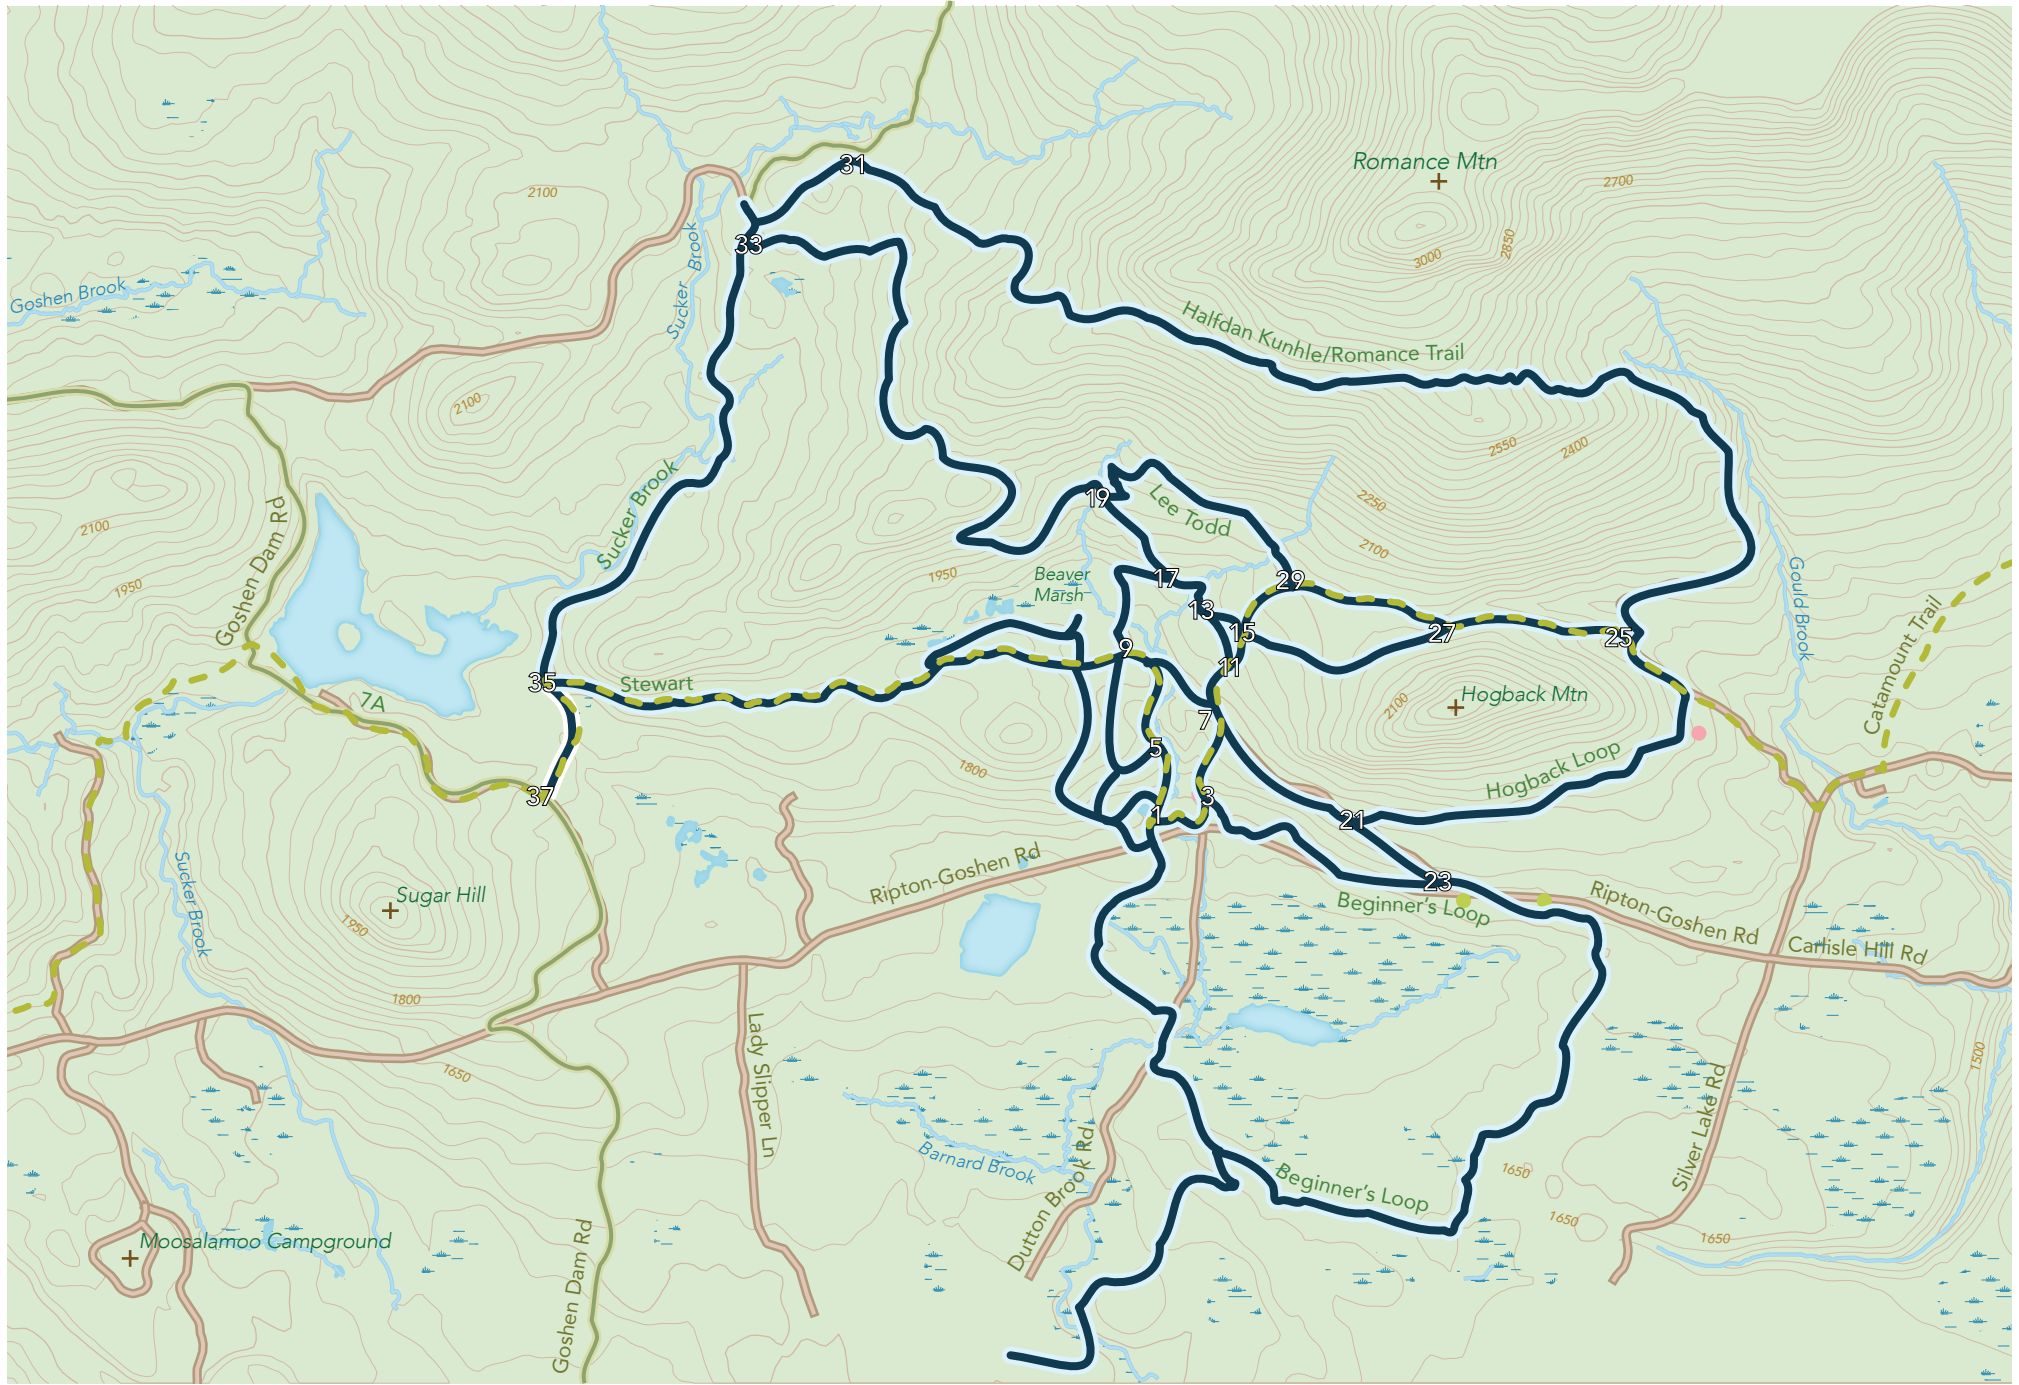 Romance Mtn
31
2700
2100
33
Sucker Brook
2850
3000
Goshen Brook
Halfdan Kunhle/Romance Trail
2100
2550
2400
Sucker Brook
19
Lee Todd
2250
2100
Goshen Dam Rd
2100
1950
1950
Beaver
Marsh
17
29
13
15
27
25
Gould Brook
Catamount Trail
9
11
35
Stewart
7A
Hogback Mtn
2100
7
5
1800
Hogback Loop
37
3
1
21
Sucker Brook
Sugar Hill
1950
Ripton-Goshen Rd
23
Beginner's Loop
Ripton-Goshen Rd
Carlisle Hill Rd
1800
1650
Lady Slipper Ln
1500
Silver Lake Rd
Barnard Brook
Dutton Brook Rd
Beginner's Loop
1650
1650
1650
Moosalamoo Campground
Goshen Dam Rd